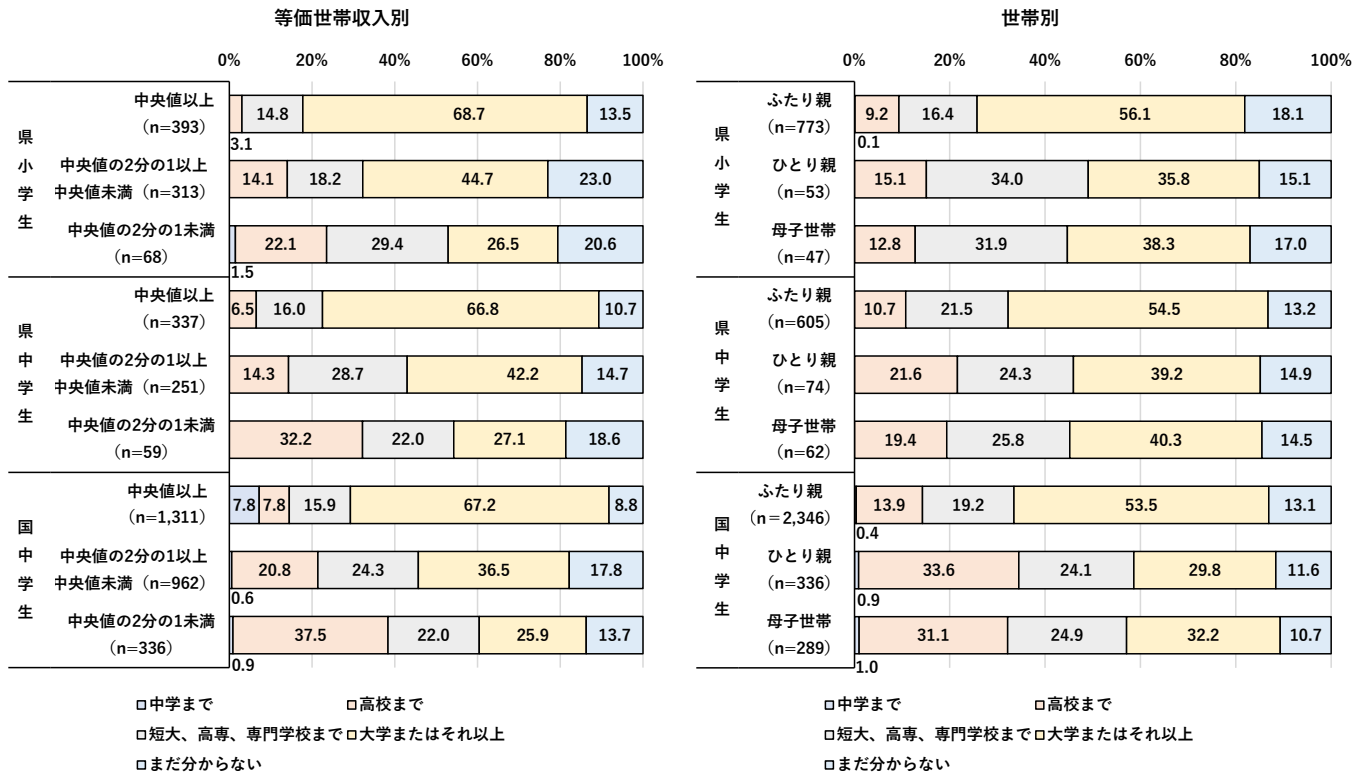 等価世帯収入別
0% 20% 40% 60% 80% 100%
県小学生
中央値以上
（n=393）
14.8 68.7 13.5
3.1
中央値の2分の1以上
中央値未満（n=313）
14.1 18.2 44.7 23.0
中央値の2分の1未満
（n=68）
22.1 29.4 26.5 20.6
1.5
県中学生
中央値以上
（n=337）
6.5 16.0 66.8 10.7
中央値の2分の1以上
中央値未満（n=251）
14.3 28.7 42.2 14.7
中央値の2分の1未満
（n=59）
32.2 22.0 27.1 18.6
国中学生
中央値以上
（n=1,311）
7.8 7.8 15.9 67.2 8.8
中央値の2分の1以上
中央値未満（n=962）
20.8 24.3 36.5 17.8
0.6
中央値の2分の1未満
（n=336）
37.5 22.0 25.9 13.7
0.9
中学まで 高校まで
短大、高専、専門学校まで 大学またはそれ以上
まだ分からない
世帯別
0% 20% 40% 60% 80% 100%
県小学生
ふたり親
（n=773）
9.2 16.4 56.1 18.1
0.1
ひとり親
（n=53）
15.1 34.0 35.8 15.1
母子世帯
（n=47）
12.8 31.9 38.3 17.0
県中学生
ふたり親
（n=605）
10.7 21.5 54.5 13.2
ひとり親
（n=74）
21.6 24.3 39.2 14.9
母子世帯
（n=62）
19.4 25.8 40.3 14.5
国中学生
ふたり親
（n＝2,346）
13.9 19.2 53.5 13.1
0.4
ひとり親
（n=336）
33.6 24.1 29.8 11.6
0.9
母子世帯
（n=289）
31.1 24.9 32.2 10.7
1.0
中学まで 高校まで
短大、高専、専門学校まで 大学またはそれ以上
まだ分からない